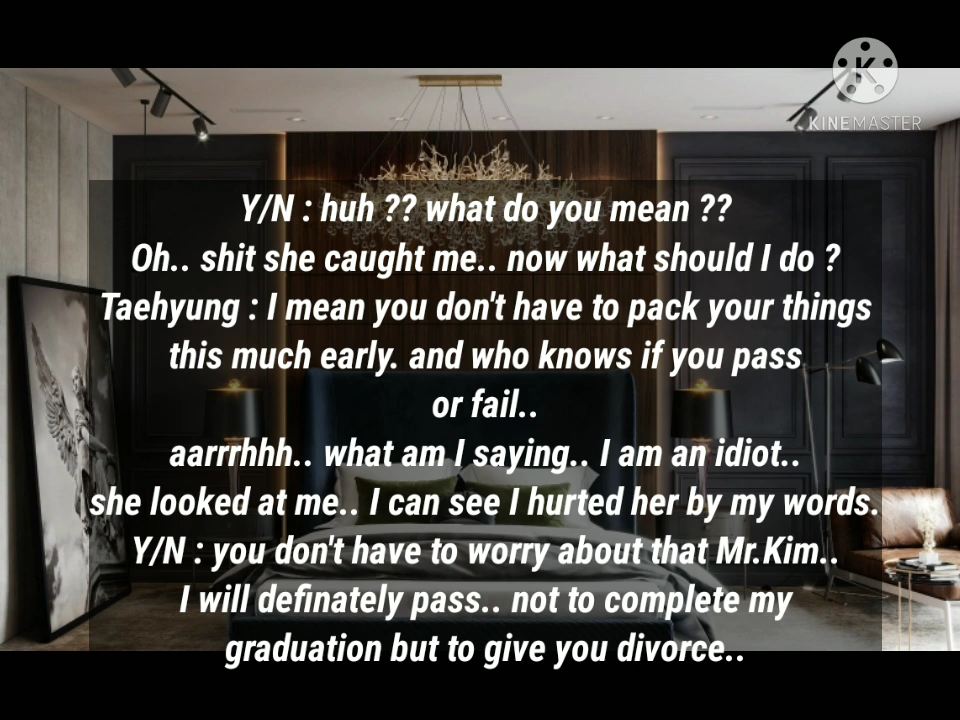 KINEMASTER
Y/N : huh ?? what do you mean ??
Oh.. shit she caught me.. now what should I do ?
Taehyung : I mean you don't have to pack your things
this much early. and who knows if you pass
or fail..
aarrrhhh.. what am I saying.. I am an idiot..
she looked at me.. I can see I hurted her by my words.
Y/N : you don't have to worry about that Mr.Kim..
I will definately pass.. not to complete my
graduation but to give you divorce..